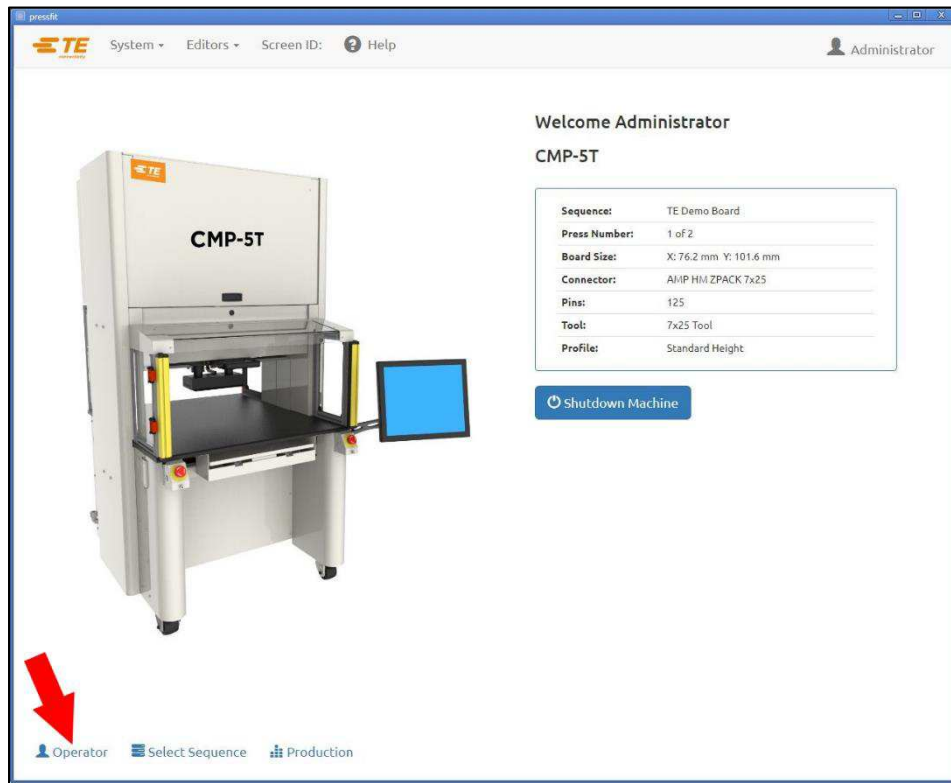 pressfit
TE
connectivity
System
Editors
Screen ID:
? Help
Administrator
Welcome Administrator
CMP-5T
TE
CMP-5T
Sequence: TE Demo Board
Press Number: 1 of 2
Board Size: X: 76.2 mm Y: 101.6 mm
Connector: AMP HM ZPACK 7x25
Pins: 125
Tool: 7x25 Tool
Profile: Standard Height
Shutdown Machine
Operator
Select Sequence
Production